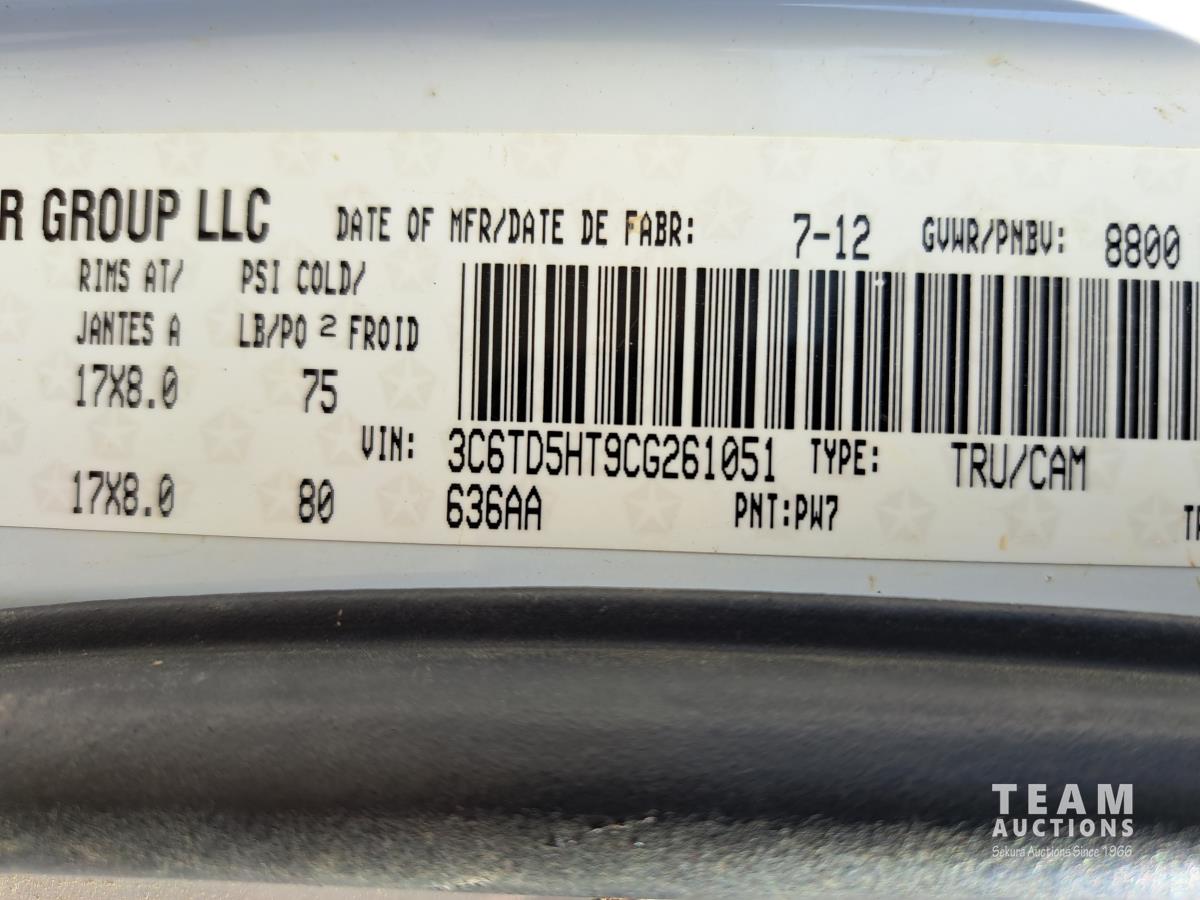 R GROUP LLC DATE OF MFR/DATE DE FABR: 7-12 GVWR/PNBV: 8800
RIMS AT/ PSI COLD/
JANTES A LB/PO 2 FROID
17X8.0 75
VIN: 3C6TD5HT9CG261051 TYPE: TRU/CAM
17X8.0 80 636AA PNT:PW7
TEAM
AUCTIONS
Sekura Auctions Since 1966